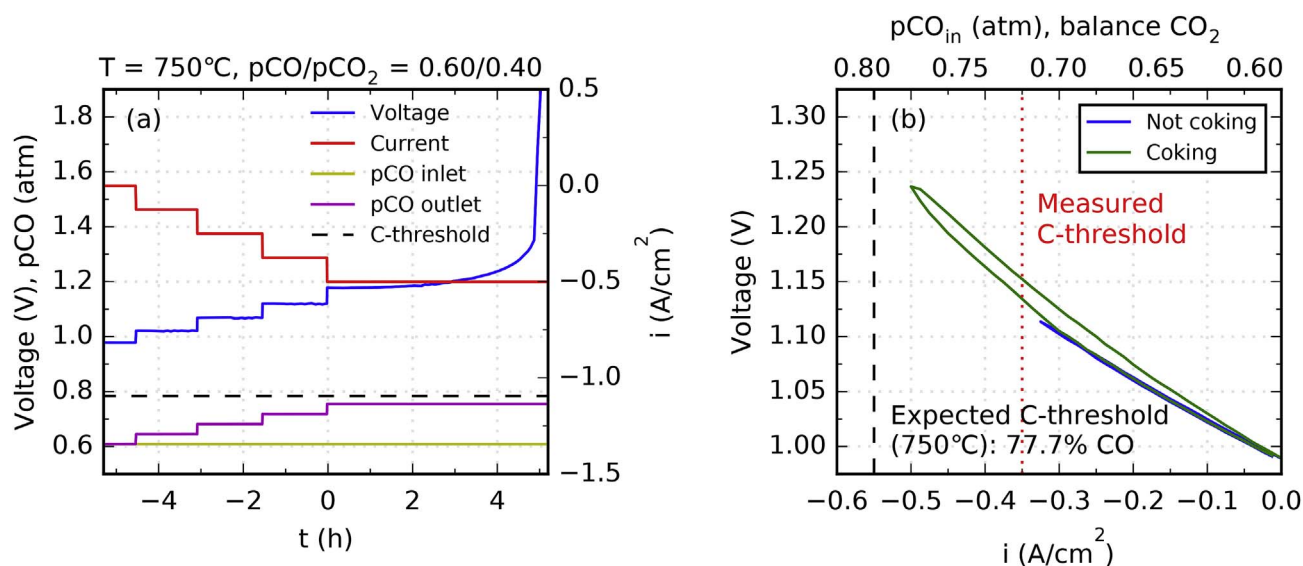 T = 750°C, pCO/pCO₂ = 0.60/0.40
(a)
Voltage
Current
pCO inlet
pCO outlet
C-threshold
Voltage (V), pCO (atm)
1.8
1.6
1.4
1.2
1.0
0.8
0.6
0.5
0.0
−0.5
−1.0
−1.5
i (A/cm²)
−4 −2 0 2 4
t (h)
pCOᵢₙ (atm), balance CO₂
0.80 0.75 0.70 0.65 0.60
(b)
Not coking
Coking
Measured
C-threshold
Expected C-threshold
(750°C): 77.7% CO
Voltage (V)
1.30
1.25
1.20
1.15
1.10
1.05
1.00
−0.6 −0.5 −0.4 −0.3 −0.2 −0.1 0.0
i (A/cm²)